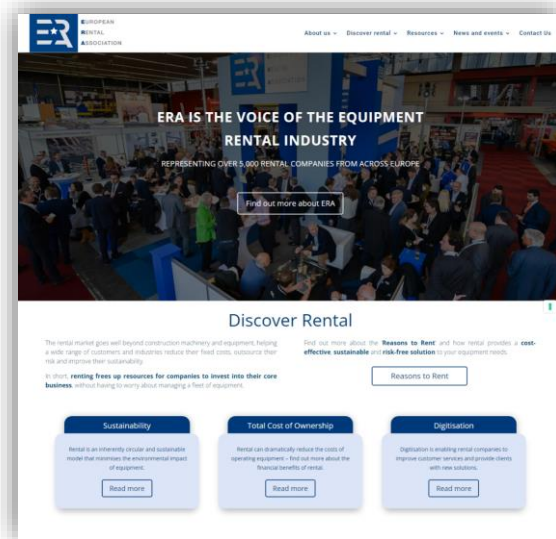 EUROPEAN
RENTAL
ASSOCIATION
About us
Discover rental
Resources
News and events
Contact Us
ERA IS THE VOICE OF THE EQUIPMENT
RENTAL INDUSTRY
REPRESENTING OVER 5,000 RENTAL COMPANIES FROM ACROSS EUROPE
Find out more about ERA
Discover Rental
The rental market goes well beyond construction machinery and equipment, helping
a wide range of customers and industries reduce their fixed costs, outsource their
risk and improve their sustainability.
In short, renting frees up resources for companies to invest into their core
business, without having to worry about managing a fleet of equipment.
Find out more about the Reasons to Rent and how rental provides a cost-
effective, sustainable and risk-free solution to your equipment needs.
Reasons to Rent
Sustainability
Rental is an inherently circular and sustainable
model that minimises the environmental impact
of equipment.
Read more
Total Cost of Ownership
Rental can dramatically reduce the costs of
operating equipment – find out more about the
financial benefits of rental.
Read more
Digitisation
Digitisation is enabling rental companies to
improve customer services and provide clients
with new solutions.
Read more